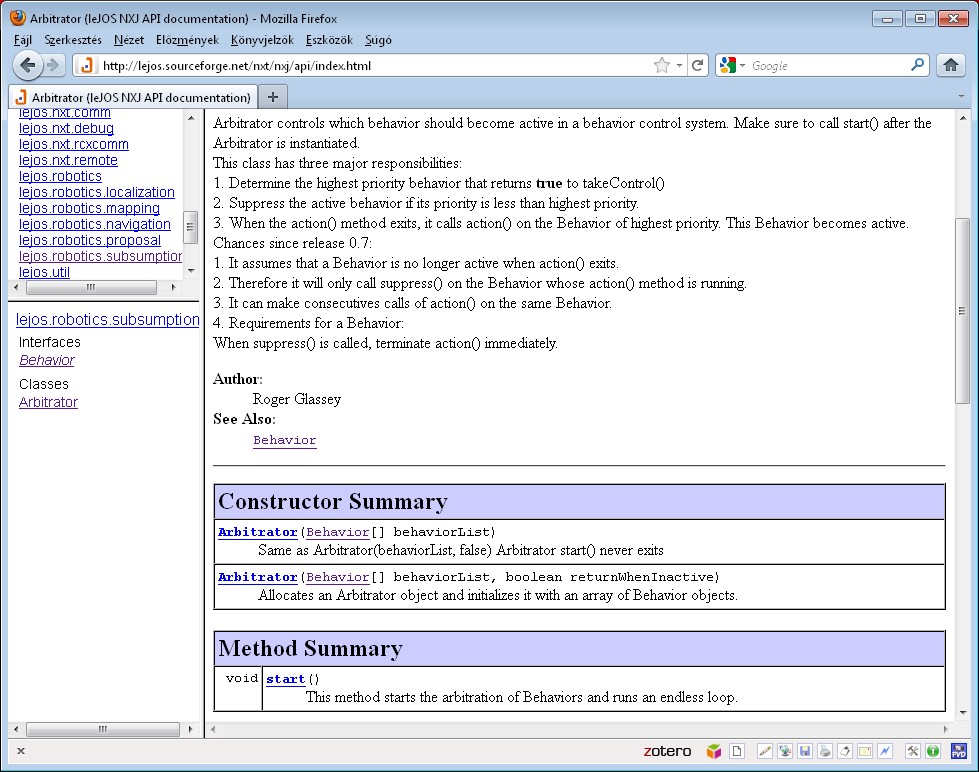 Arbitrator (leJOS NXJ API documentation) - Mozilla Firefox
Fájl Szerkesztés Nézet Előzmények Könyvjelzők Eszközök Súgó
http://lejos.sourceforge.net/nxt/nxj/api/index.html
Google
Arbitrator (leJOS NXJ API documentation)
lejos.nxt.comm
lejos.nxt.debug
lejos.nxt.rcxcomm
lejos.nxt.remote
lejos.robotics
lejos.robotics.localization
lejos.robotics.mapping
lejos.robotics.navigation
lejos.robotics.proposal
lejos.robotics.subsumption
lejos.util
lejos.robotics.subsumption
Interfaces
Behavior
Classes
Arbitrator
Arbitrator controls which behavior should become active in a behavior control system. Make sure to call start() after the
Arbitrator is instantiated.
This class has three major responsibilities:
1. Determine the highest priority behavior that returns true to takeControl()
2. Suppress the active behavior if its priority is less than highest priority.
3. When the action() method exits, it calls action() on the Behavior of highest priority. This Behavior becomes active.
Chances since release 0.7:
1. It assumes that a Behavior is no longer active when action() exits.
2. Therefore it will only call suppress() on the Behavior whose action() method is running.
3. It can make consecutives calls of action() on the same Behavior.
4. Requirements for a Behavior:
When suppress() is called, terminate action() immediately.
Author:
Roger Glassey
See Also:
Behavior
Constructor Summary
Arbitrator(Behavior[] behaviorList)
Same as Arbitrator(behaviorList, false) Arbitrator start() never exits
Arbitrator(Behavior[] behaviorList, boolean returnWhenInactive)
Allocates an Arbitrator object and initializes it with an array of Behavior objects.
Method Summary
void start()
This method starts the arbitration of Behaviors and runs an endless loop.
zotero
FVD